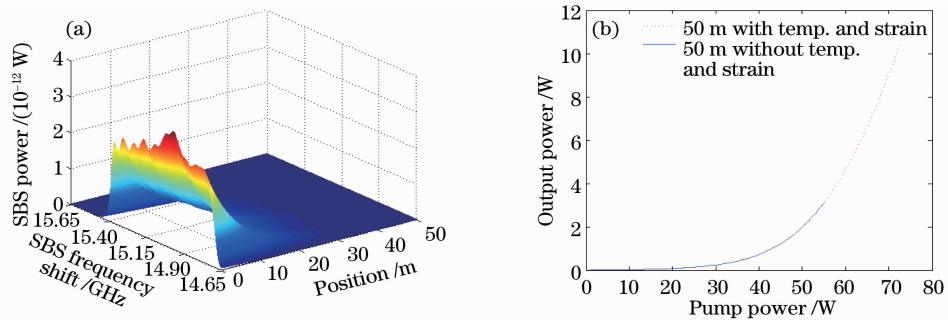 (a)
SBS power /(10⁻¹² W)
4
3
2
1
0
15.65
15.40
15.15
14.90
14.65
SBS frequency
shift /GHz
0
10
20
30
40
50
Position /m
(b)
50 m with temp. and strain
50 m without temp.
and strain
Output power /W
12
10
8
6
4
2
0
0 10 20 30 40 50 60 70 80
Pump power /W